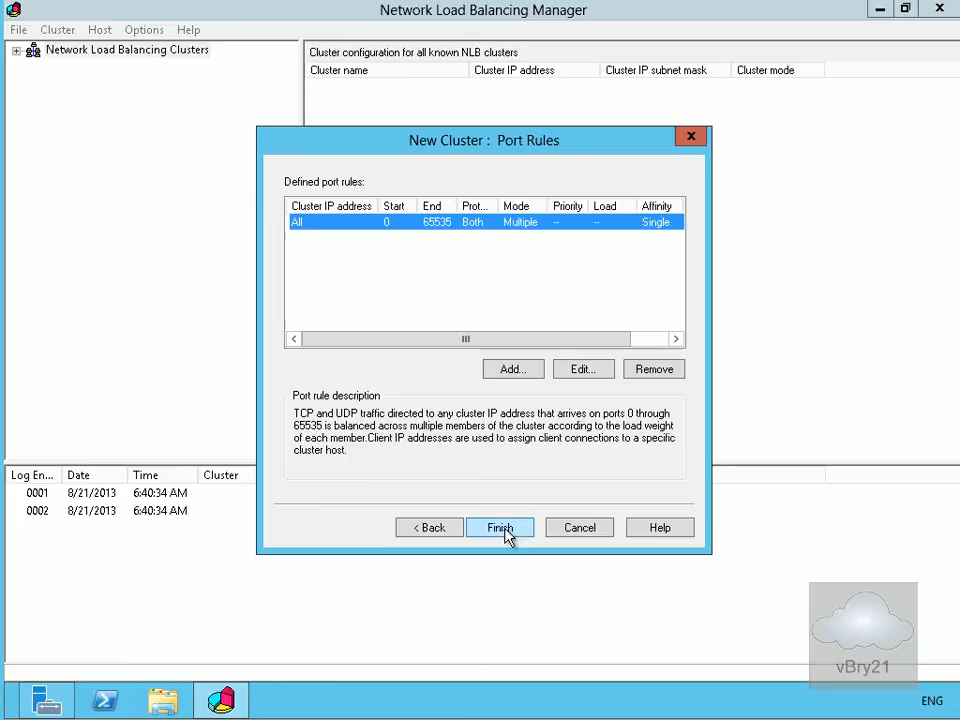 Network Load Balancing Manager
File Cluster Host Options Help
Network Load Balancing Clusters
Cluster configuration for all known NLB clusters
Cluster name Cluster IP address Cluster IP subnet mask Cluster mode
New Cluster : Port Rules
x
Defined port rules:
Cluster IP address Start End Prot... Mode Priority Load Affinity
All 0 65535 Both Multiple -- -- Single
Add... Edit... Remove
Port rule description
TCP and UDP traffic directed to any cluster IP address that arrives on ports 0 through
65535 is balanced across multiple members of the cluster according to the load weight
of each member.Client IP addresses are used to assign client connections to a specific
cluster host.
< Back Finish Cancel Help
Log En... Date Time Cluster
0001 8/21/2013 6:40:34 AM
0002 8/21/2013 6:40:34 AM
vBry21
ENG